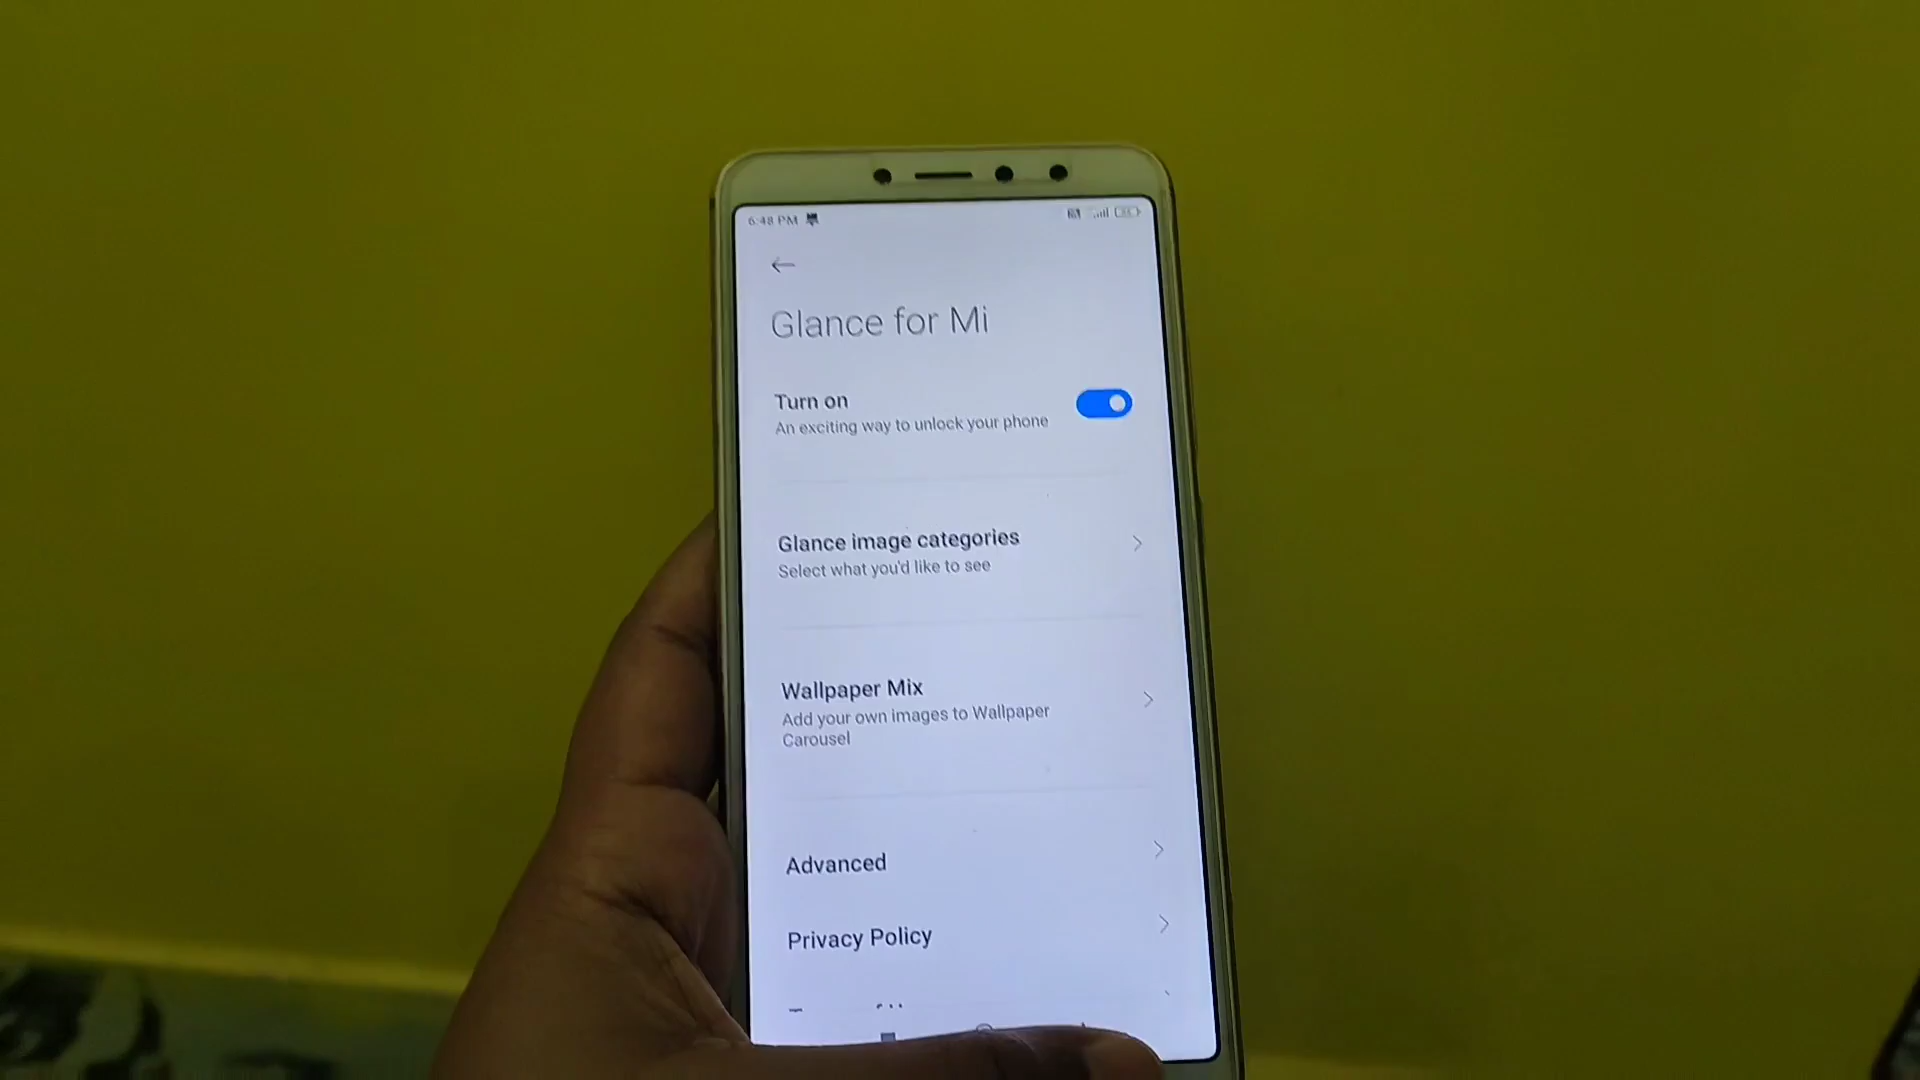 6:48 PM
Glance for Mi
Turn on
An exciting way to unlock your phone
Glance image categories
Select what you'd like to see
Wallpaper Mix
Add your own images to Wallpaper
Carousel
Advanced
Privacy Policy